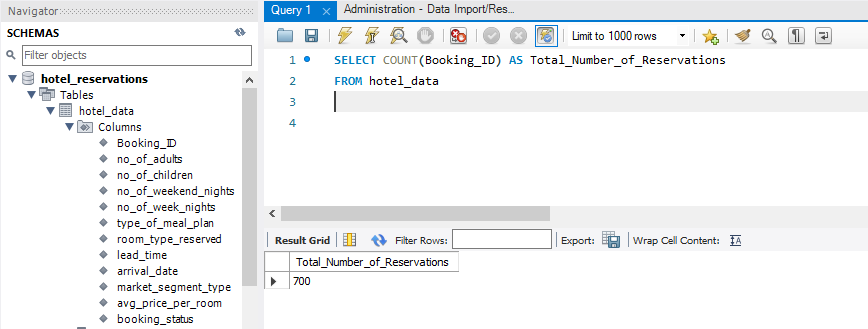 Navigator
SCHEMAS
Filter objects
hotel_reservations
Tables
hotel_data
Columns
Booking_ID
no_of_adults
no_of_children
no_of_weekend_nights
no_of_week_nights
type_of_meal_plan
room_type_reserved
lead_time
arrival_date
market_segment_type
avg_price_per_room
booking_status
Query 1
Administration - Data Import/Res...
Limit to 1000 rows
1 SELECT COUNT(Booking_ID) AS Total_Number_of_Reservations
2 FROM hotel_data
3
4
Result Grid Filter Rows: Export: Wrap Cell Content: IA
Total_Number_of_Reservations
700